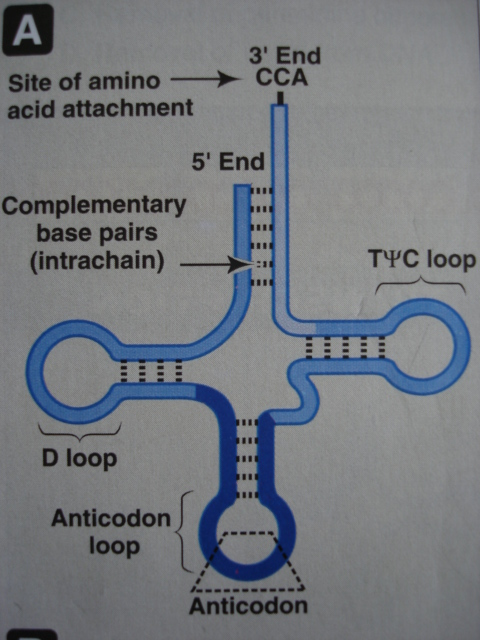 A
3' End
CCA
Site of amino
acid attachment
5' End
Complementary
base pairs
(intrachain)
TΨC loop
D loop
Anticodon
loop
Anticodon